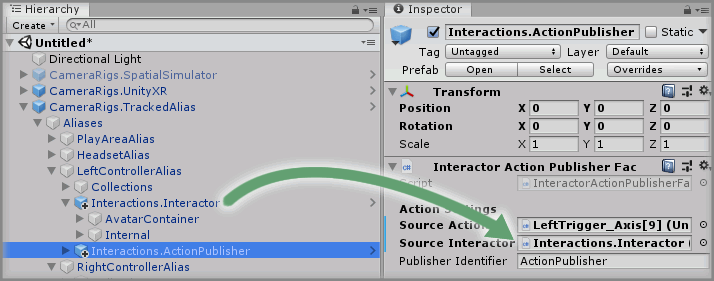 Hierarchy
Create
All
Untitled*
Directional Light
CameraRigs.SpatialSimulator
CameraRigs.UnityXR
CameraRigs.TrackedAlias
Aliases
PlayAreaAlias
HeadsetAlias
LeftControllerAlias
Collections
Interactions.Interactor
AvatarContainer
Internal
Interactions.ActionPublisher
RightControllerAlias
Inspector
Interactions.ActionPublisher Static
Tag Untagged Layer Default
Prefab Open Select Overrides
Transform
Position X 0 Y 0 Z 0
Rotation X 0 Y 0 Z 0
Scale X 1 Y 1 Z 1
Interactor Action Publisher Fac
Script InteractorActionPublisherFa
Action Settings
Source Action LeftTrigger_Axis[9] (Un
Source Interactor Interactions.Interactor (
Publisher Identifier ActionPublisher